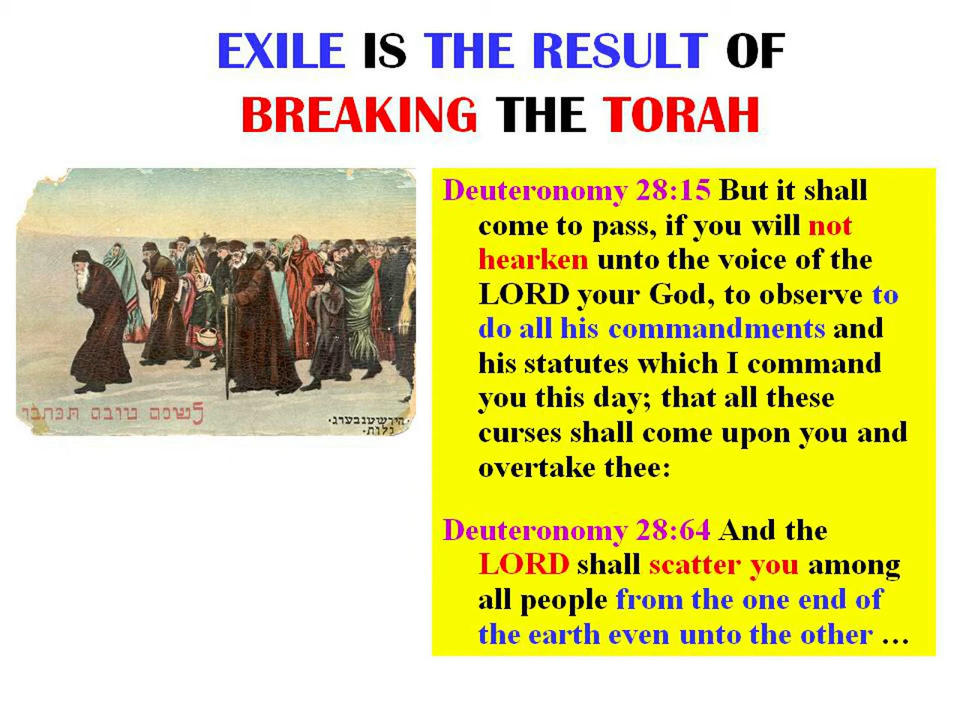 EXILE IS THE RESULT OF
BREAKING THE TORAH
לשנה טובה תכתבו
הירשענבערג.
גלות.
Deuteronomy 28:15 But it shall
come to pass, if you will not
hearken unto the voice of the
LORD your God, to observe to
do all his commandments and
his statutes which I command
you this day; that all these
curses shall come upon you and
overtake thee:
Deuteronomy 28:64 And the
LORD shall scatter you among
all people from the one end of
the earth even unto the other …